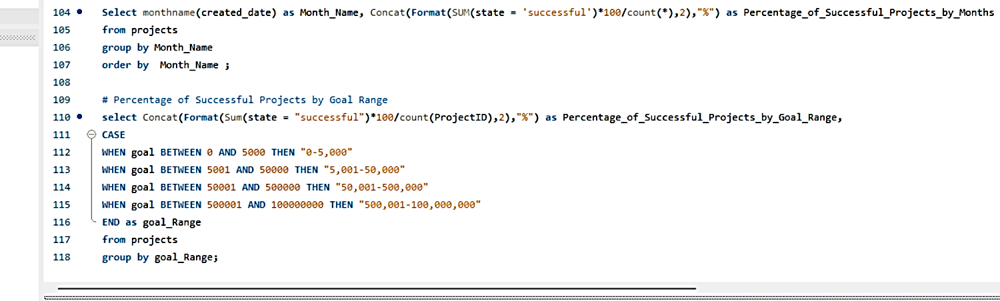 104 Select monthname(created_date) as Month_Name, Concat(Format(SUM(state = 'successful')*100/count(*),2),"%") as Percentage_of_Successful_Projects_by_Months
105 from projects
106 group by Month_Name
107 order by  Month_Name ;
108
109 # Percentage of Successful Projects by Goal Range
110 select Concat(Format(Sum(state = "successful")*100/count(ProjectID),2),"%") as Percentage_of_Successful_Projects_by_Goal_Range,
111 CASE
112 WHEN goal BETWEEN 0 AND 5000 THEN "0-5,000"
113 WHEN goal BETWEEN 5001 AND 50000 THEN "5,001-50,000"
114 WHEN goal BETWEEN 50001 AND 500000 THEN "50,001-500,000"
115 WHEN goal BETWEEN 500001 AND 100000000 THEN "500,001-100,000,000"
116 END as goal_Range
117 from projects
118 group by goal_Range;